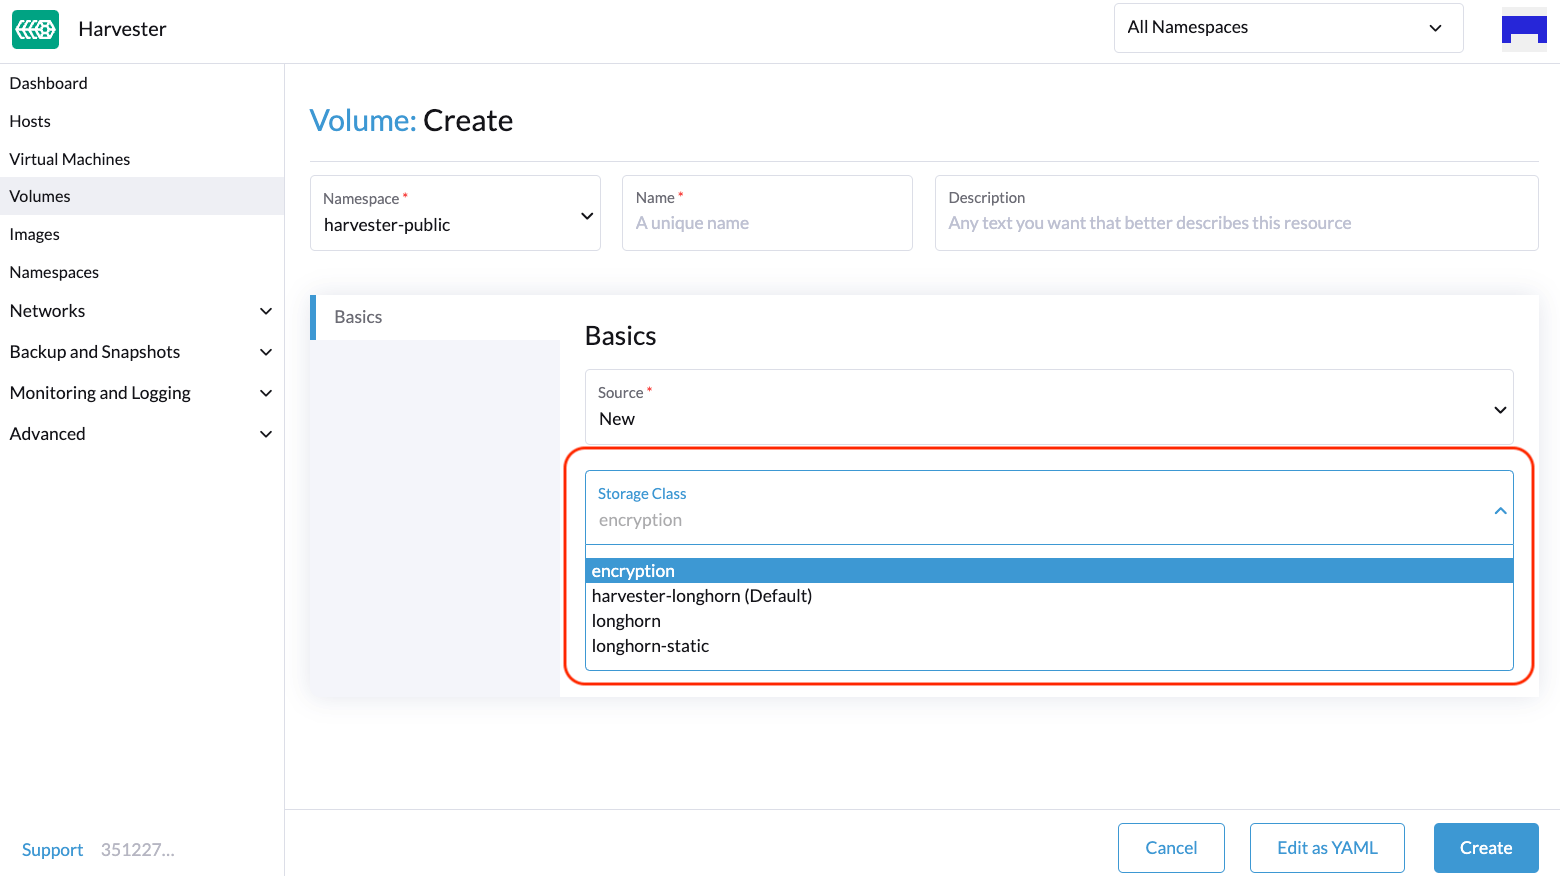 Harvester
All Namespaces
Dashboard
Hosts
Virtual Machines
Volumes
Images
Namespaces
Networks
Backup and Snapshots
Monitoring and Logging
Advanced
Support 351227...
Volume: Create
Namespace *
harvester-public
Name *
A unique name
Description
Any text you want that better describes this resource
Basics
Basics
Source *
New
Storage Class
encryption
encryption
harvester-longhorn (Default)
longhorn
longhorn-static
Cancel
Edit as YAML
Create